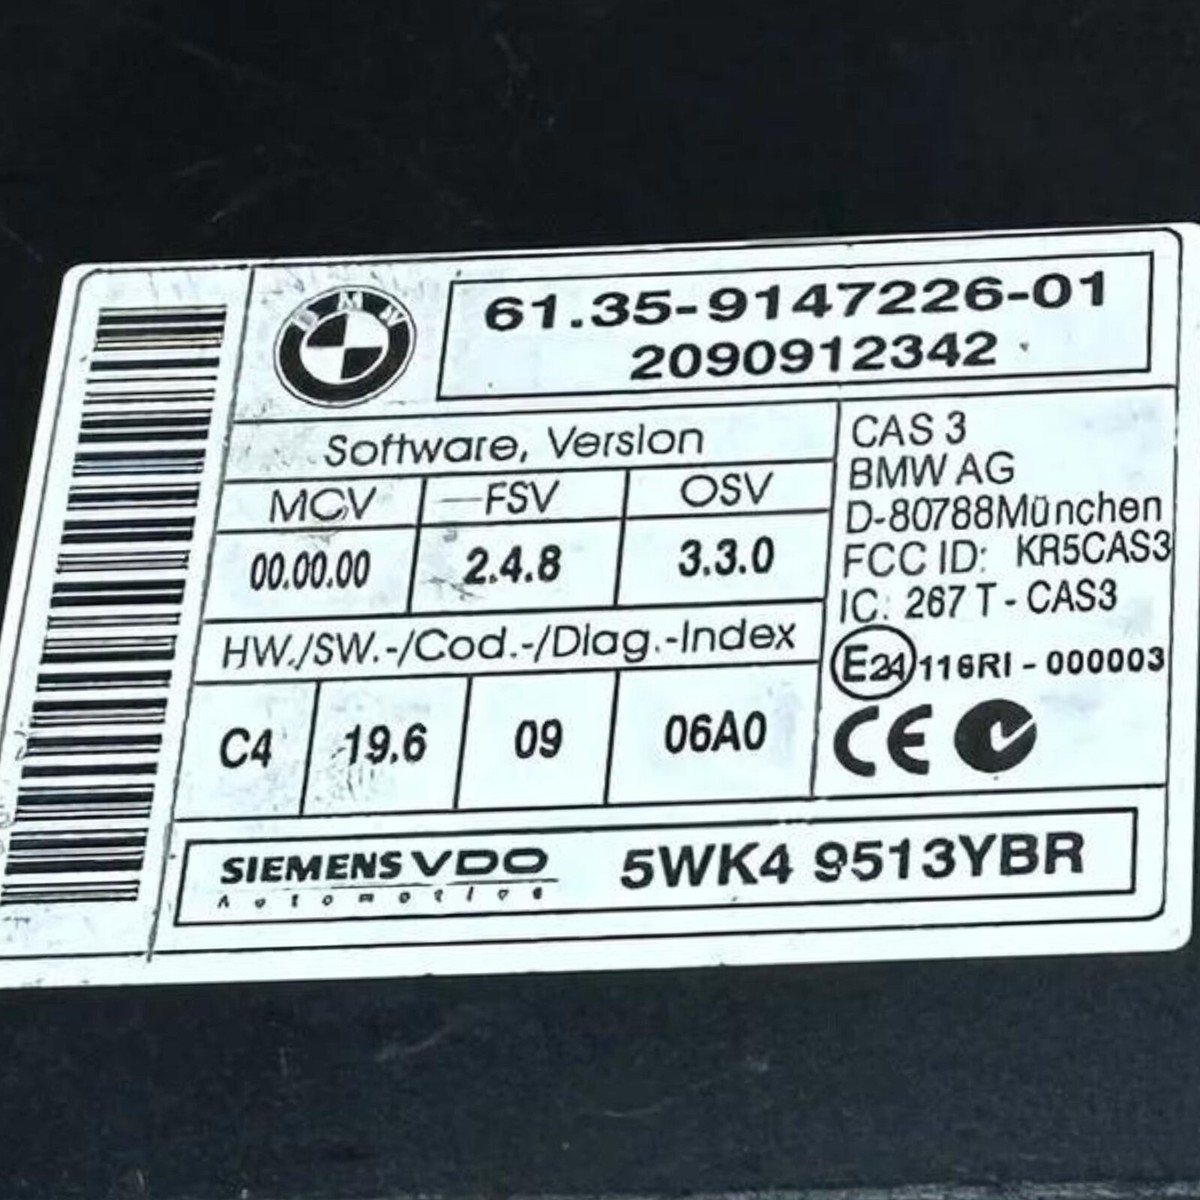 BMW
61.35-9147226-01
2090912342
Software, Version
MCV FSV OSV
00.00.00 2.4.8 3.3.0
HW./SW.-/Cod.-/Diag.-Index
C4 19.6 09 06A0
CAS 3
BMW AG
D-80788München
FCC ID: KR5CAS3
IC: 267 T - CAS3
E24 116RI - 000003
CE
SIEMENS VDO
Automotive
5WK4 9513YBR